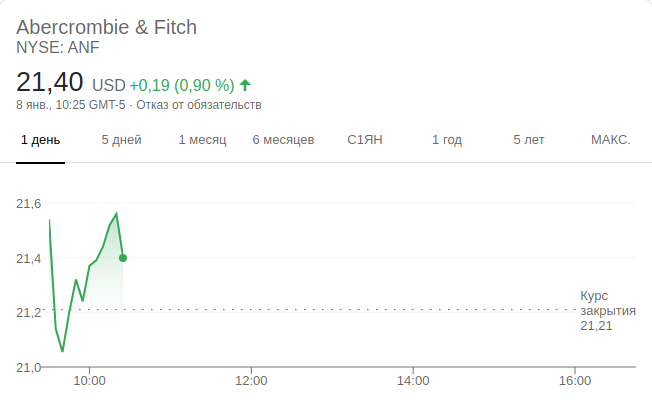 Abercrombie & Fitch
NYSE: ANF
21,40 USD +0,19 (0,90 %)
8 янв., 10:25 GMT-5 · Отказ от обязательств
1 день 5 дней 1 месяц 6 месяцев С1ЯН 1 год 5 лет МАКС.
21,6
21,4
21,2
21,0
Курс
закрытия
21,21
10:00 12:00 14:00 16:00